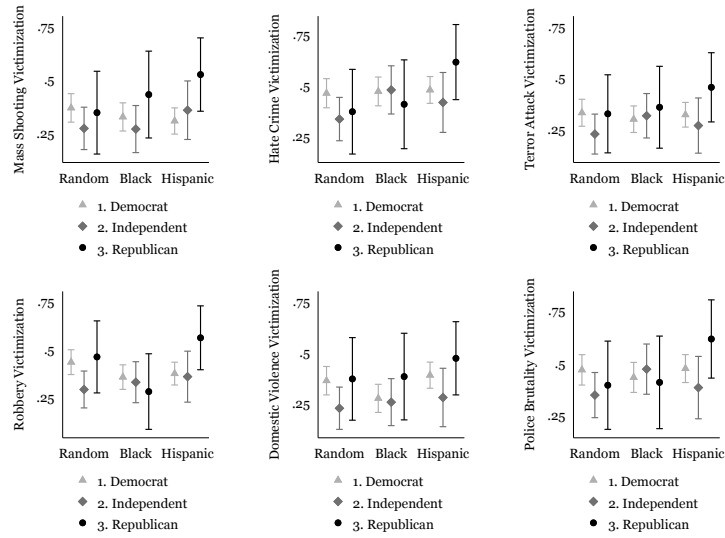 Mass Shooting Victimization
.75
.5
.25
Random Black Hispanic
1. Democrat
2. Independent
3. Republican
Hate Crime Victimization
.75
.5
.25
Random Black Hispanic
1. Democrat
2. Independent
3. Republican
Terror Attack Victimization
.75
.5
.25
Random Black Hispanic
1. Democrat
2. Independent
3. Republican
Robbery Victimization
.75
.5
.25
Random Black Hispanic
1. Democrat
2. Independent
3. Republican
Domestic Violence Victimization
.75
.5
.25
Random Black Hispanic
1. Democrat
2. Independent
3. Republican
Police Brutality Victimization
.75
.5
.25
Random Black Hispanic
1. Democrat
2. Independent
3. Republican